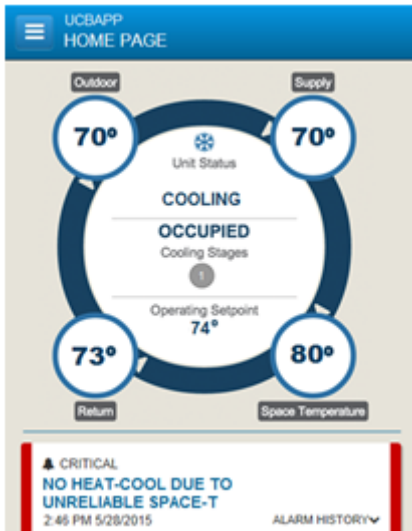 UCBAPP
HOME PAGE
Outdoor
Supply
70º
70º
Unit Status
COOLING
OCCUPIED
Cooling Stages
1
Operating Setpoint
74°
73º
80º
Return
Space Temperature
CRITICAL
NO HEAT-COOL DUE TO
UNRELIABLE SPACE-T
2:46 PM 5/28/2015
ALARM HISTORY